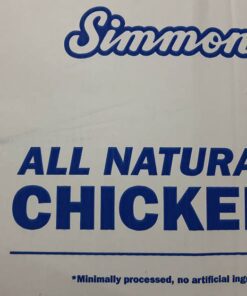 Simmon
ALL NATURA
CHICKE
*Minimally processed, no artificial ing